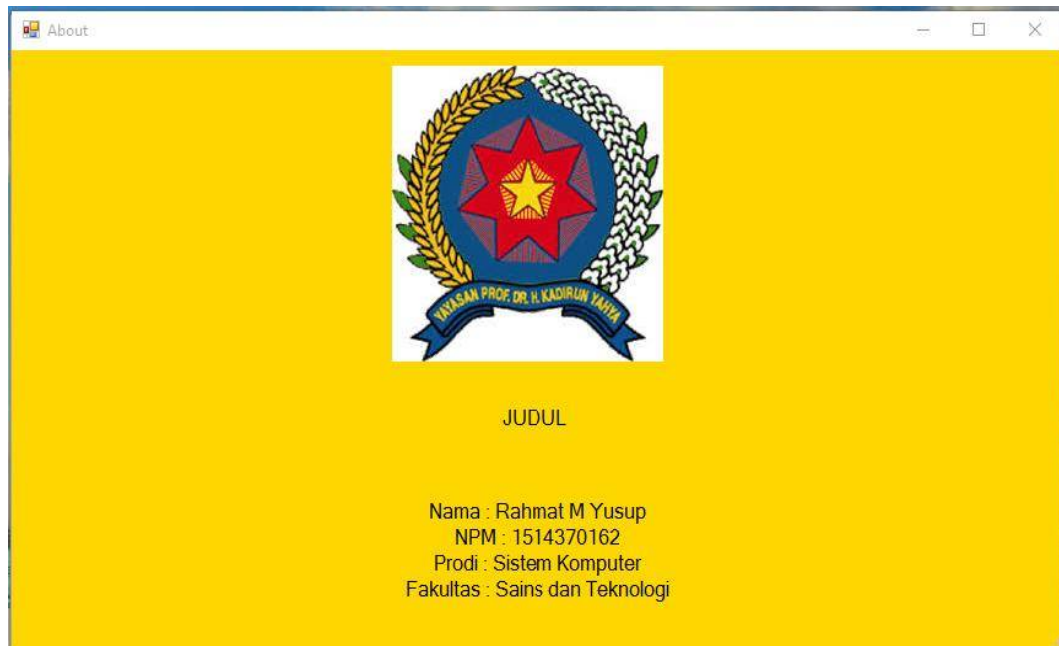 About
YAYASAN PROF. DR. H. KADIRUN YAHYA
JUDUL
Nama : Rahmat M Yusup
NPM : 1514370162
Prodi : Sistem Komputer
Fakultas : Sains dan Teknologi